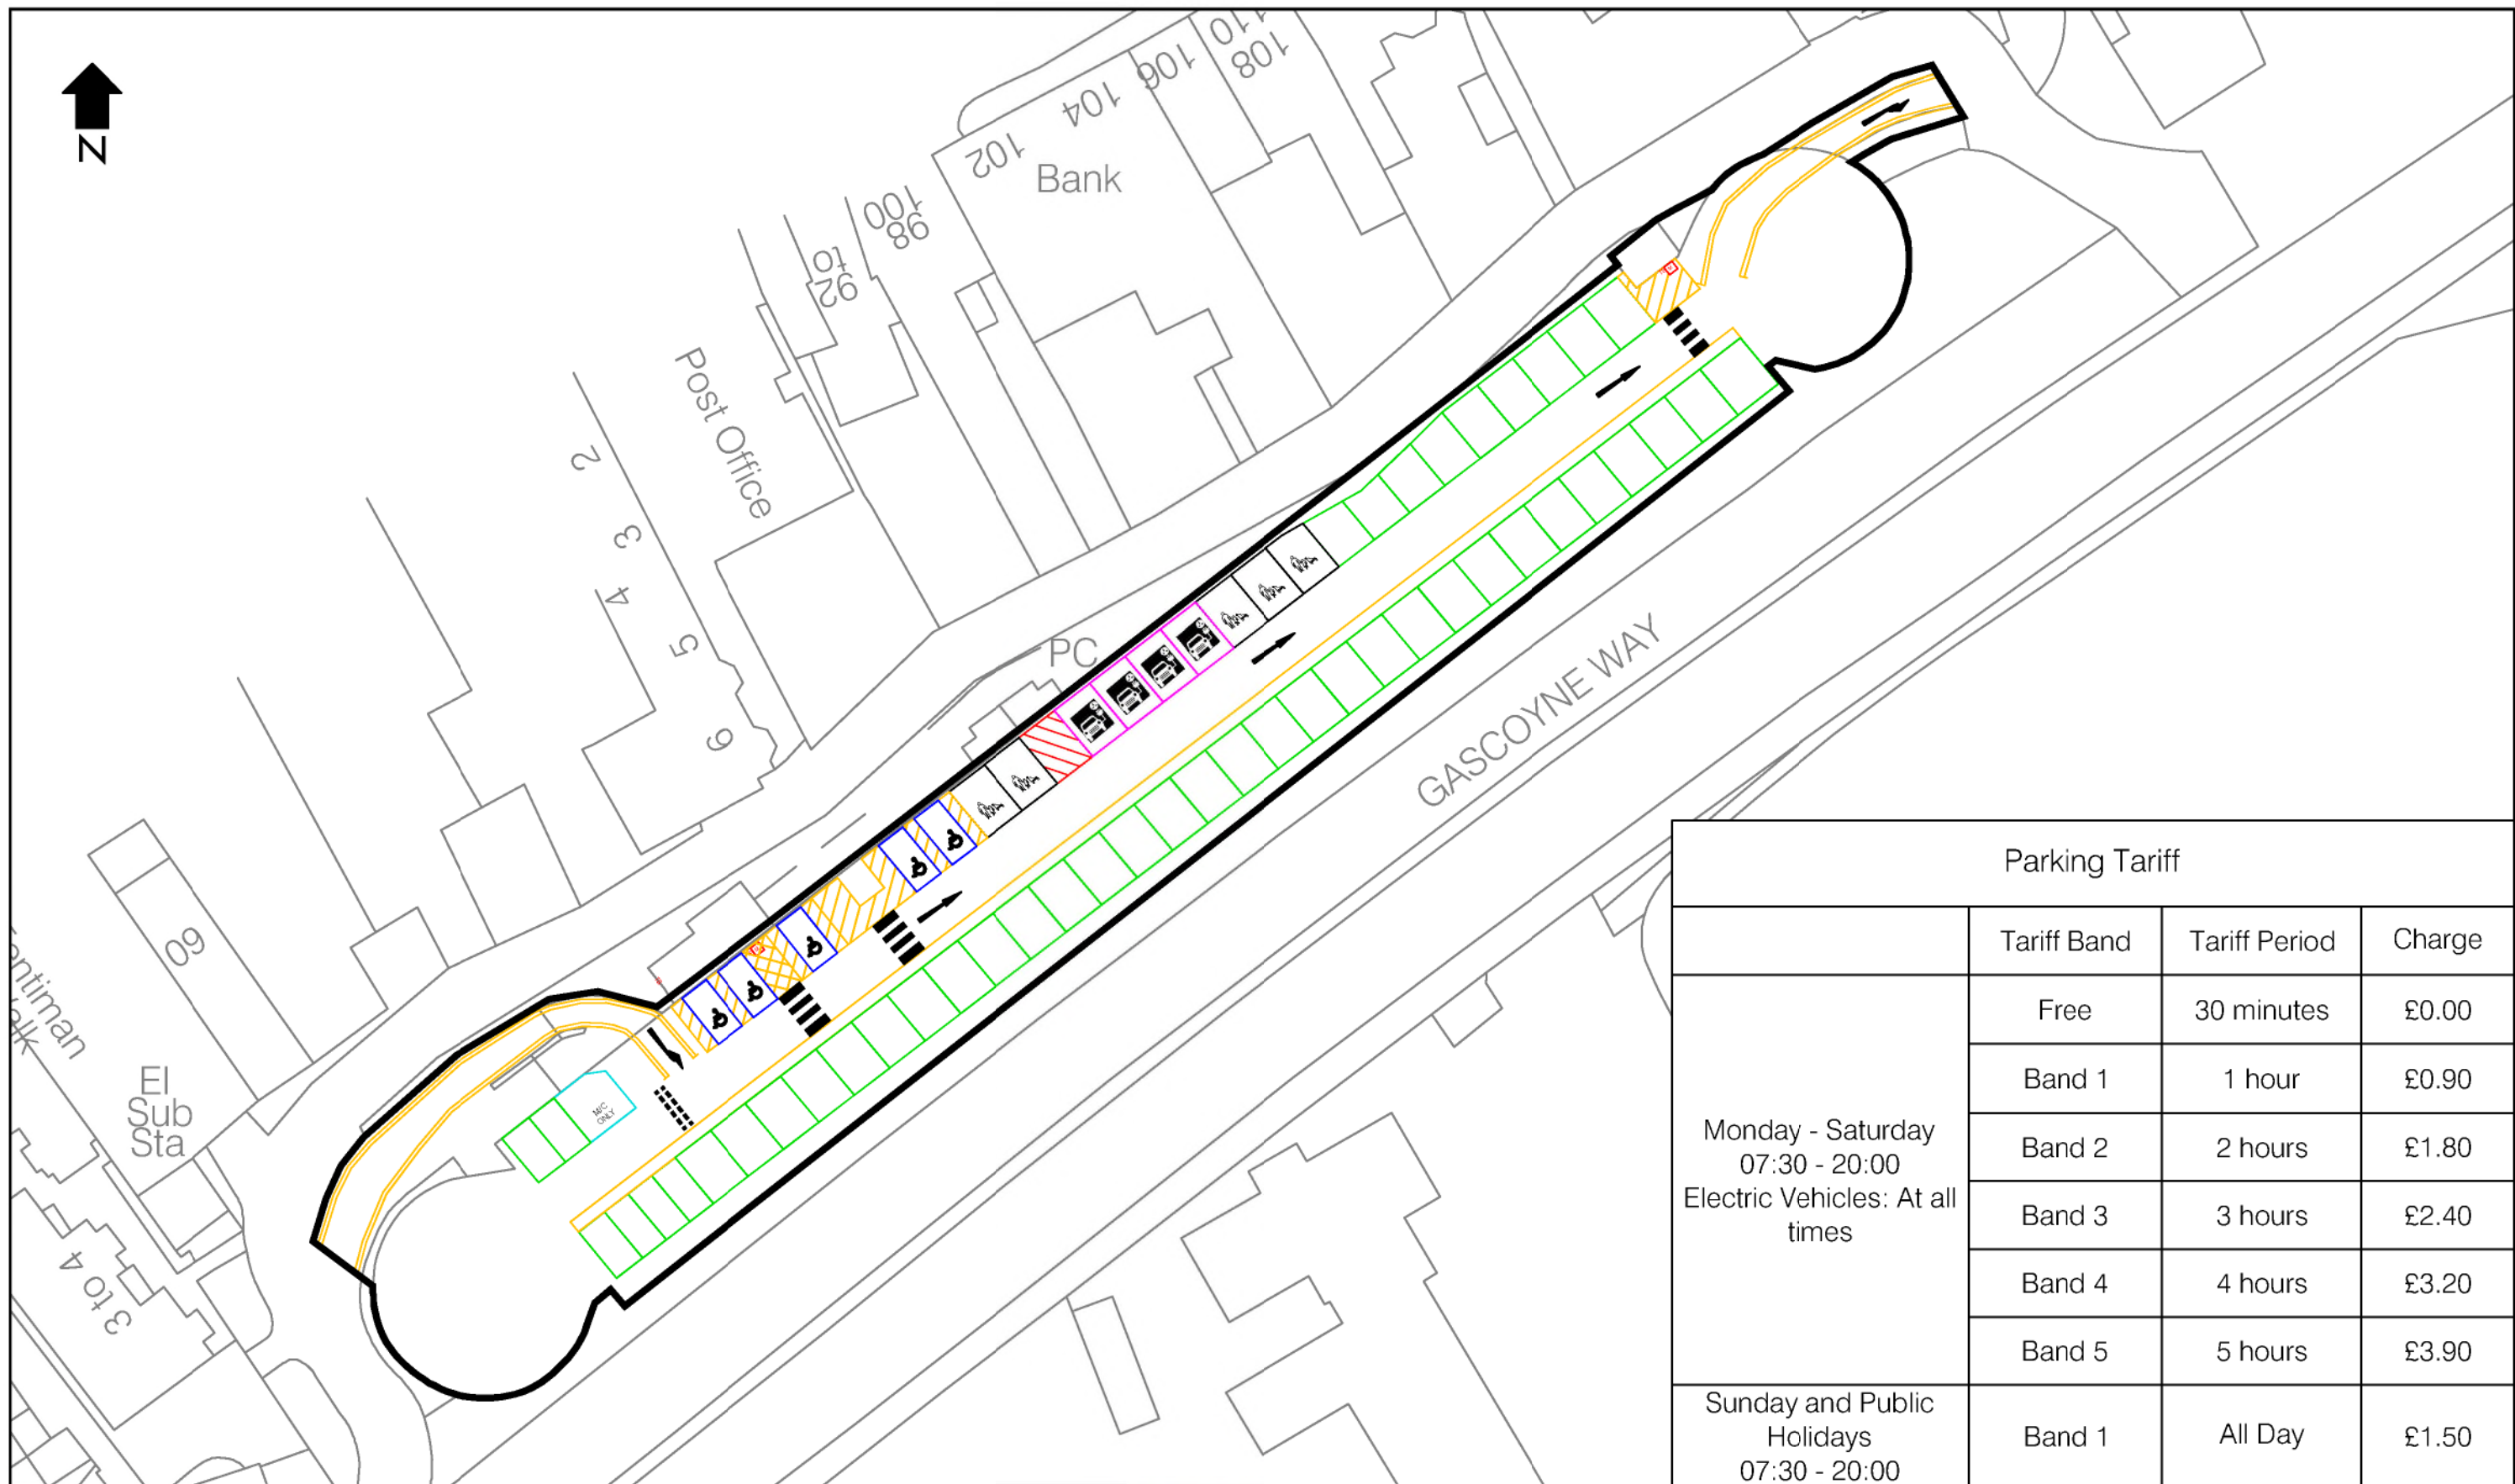 N
110
108
106
104
102
Bank
100
98
to
92
Post Office
2
3
4
5
6
PC
GASCOYNE WAY
60
entiman
alk
El
Sub
Sta
3 to 4
M/C
ONLY
Parking Tariff
Tariff Band Tariff Period Charge
Monday - Saturday
07:30 - 20:00
Electric Vehicles: At all
times
Free 30 minutes £0.00
Band 1 1 hour £0.90
Band 2 2 hours £1.80
Band 3 3 hours £2.40
Band 4 4 hours £3.20
Band 5 5 hours £3.90
Sunday and Public
Holidays
07:30 - 20:00
Band 1 All Day £1.50